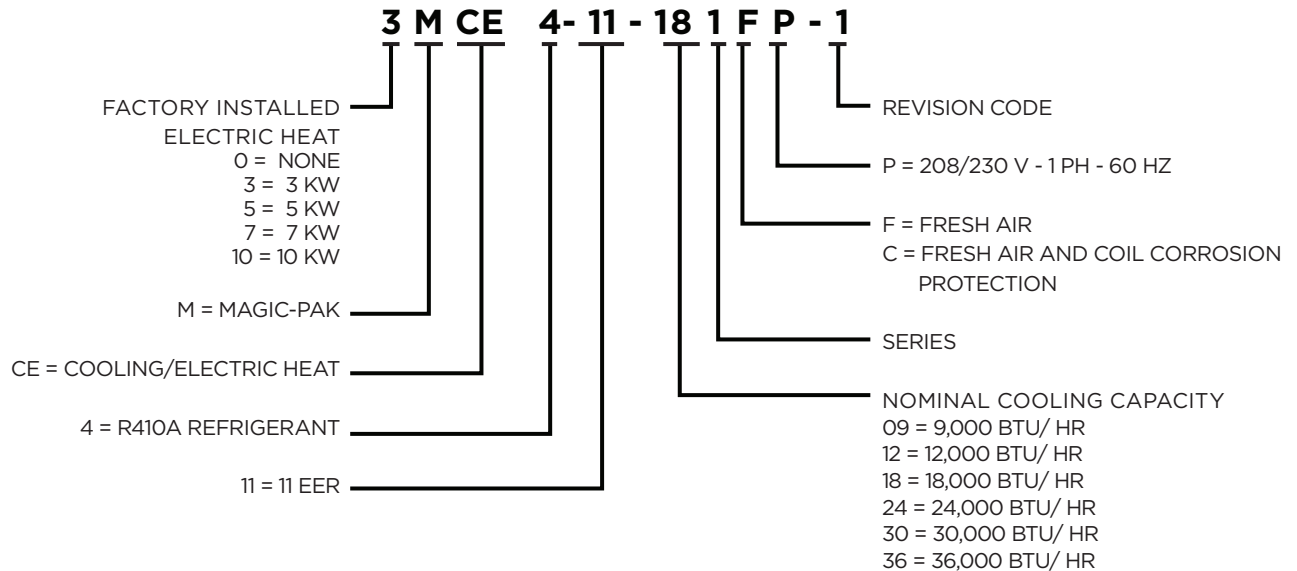 3 M CE 4- 11 - 18 1 F P - 1
FACTORY INSTALLED
ELECTRIC HEAT
0 = NONE
3 = 3 KW
5 = 5 KW
7 = 7 KW
10 = 10 KW
M = MAGIC-PAK
CE = COOLING/ELECTRIC HEAT
4 = R410A REFRIGERANT
11 = 11 EER
REVISION CODE
P = 208/230 V - 1 PH - 60 HZ
F = FRESH AIR
C = FRESH AIR AND COIL CORROSION
PROTECTION
SERIES
NOMINAL COOLING CAPACITY
09 = 9,000 BTU/ HR
12 = 12,000 BTU/ HR
18 = 18,000 BTU/ HR
24 = 24,000 BTU/ HR
30 = 30,000 BTU/ HR
36 = 36,000 BTU/ HR